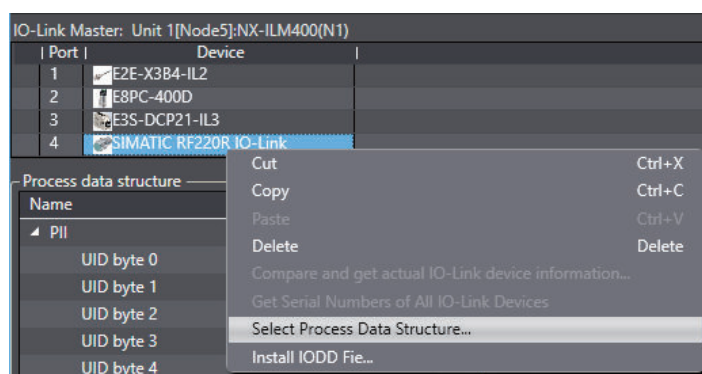 IO-Link Master: Unit 1[Node5]:NX-ILM400(N1)
| Port | Device |
1 E2E-X3B4-IL2
2 E8PC-400D
3 E3S-DCP21-IL3
4 SIMATIC RF220R IO-Link
Cut Ctrl+X
Copy Ctrl+C
Paste Ctrl+V
Delete Delete
Compare and get actual IO-Link device information...
Get Serial Numbers of All IO-Link Devices
Select Process Data Structure...
Install IODD Fie...
Process data structure
Name
PII
UID byte 0
UID byte 1
UID byte 2
UID byte 3
UID byte 4